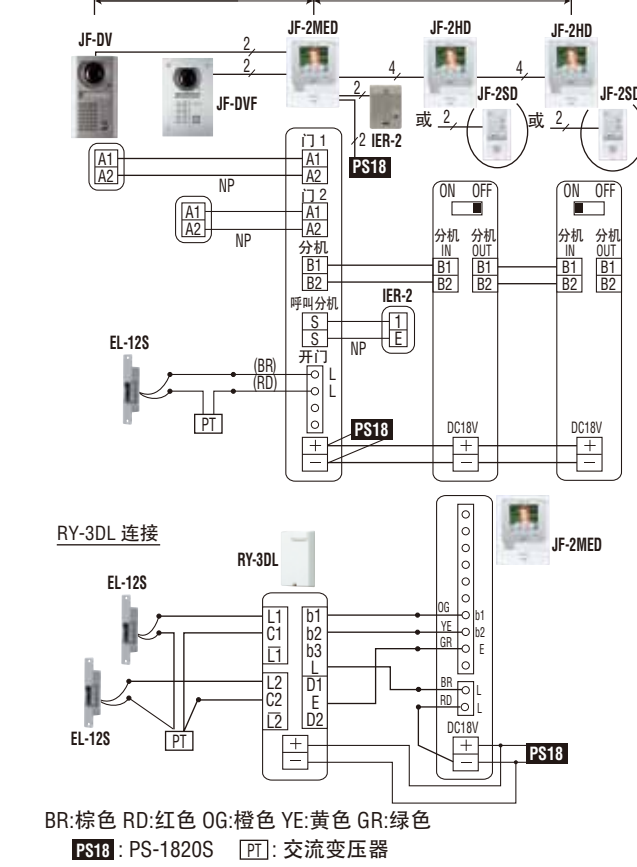 JF-DV
2
2
JF-DVF
JF-2MED
4
JF-2HD
4
JF-2HD
2
2 IER-2
PS18
或 2
JF-2SD
或 2
JF-2SD
A1
A2
NP
A1
A2
NP
门 1
A1
A2
门 2
A1
A2
分机
B1
B2
呼叫分机
S
S
开门
L
L
+
−
IER-2
1
E
NP
EL-12S
(BR)
(RD)
PT
PS18
ON OFF
分机 分机
IN OUT
B1 B1
B2 B2
DC18V
+
−
ON OFF
分机 分机
IN OUT
B1 B1
B2 B2
DC18V
+
−
RY-3DL 连接
RY-3DL
JF-2MED
EL-12S
EL-12S
PT
L1 b1
C1 b2
L1 b3
L
L2 D1
C2 E
L2 D2
+
−
OG b1
YE b2
GR E
BR L
RD L
DC18V
+
−
PS18
BR:棕色 RD:红色 OG:橙色 YE:黄色 GR:绿色
PS18 : PS-1820S PT : 交流变压器